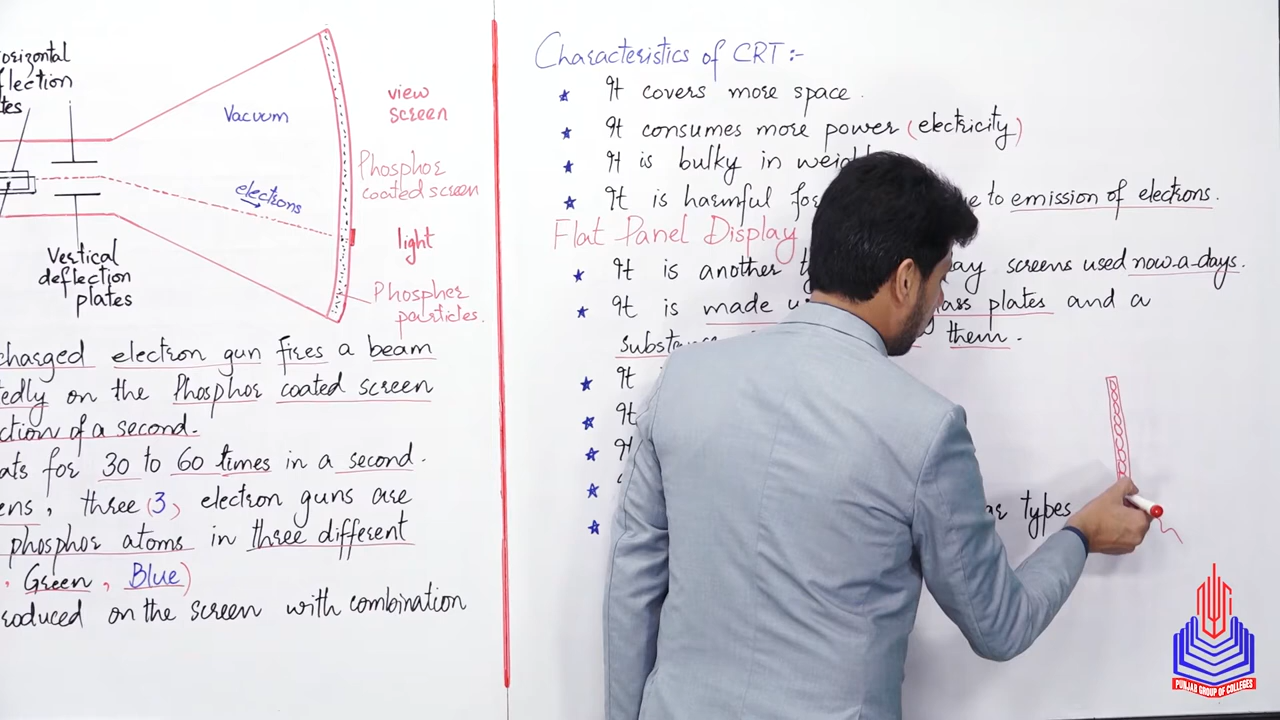 orizontal
flection
tes
Vacuum
electrons
Vertical
deflection
plates
view
screen
Phosphor
coated screen
light
Phospher
particles.
charged electron gun fires a beam
tedly on the Phosphor coated screen
ction of a second.
ats for 30 to 60 times in a second.
ens, three (3) electron guns are
phosphor atoms in three different
, Green, Blue)
roduced on the screen with combination
Characteristics of CRT:-
It covers more space.
It consumes more power (electricity)
It is bulky in weigh
It is harmful fo to emission of electrons.
Flat Panel Display
It is another ay screens used now-a-days.
It is made u lass plates and a
substan them.
It
It
types
PUNJAB GROUP OF COLLEGES